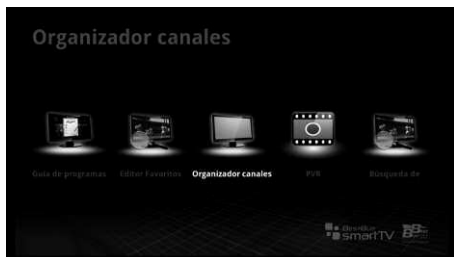 Organizador canales
Guía de programas Editor Favoritos Organizador canales PVR Búsqueda de
smartTV